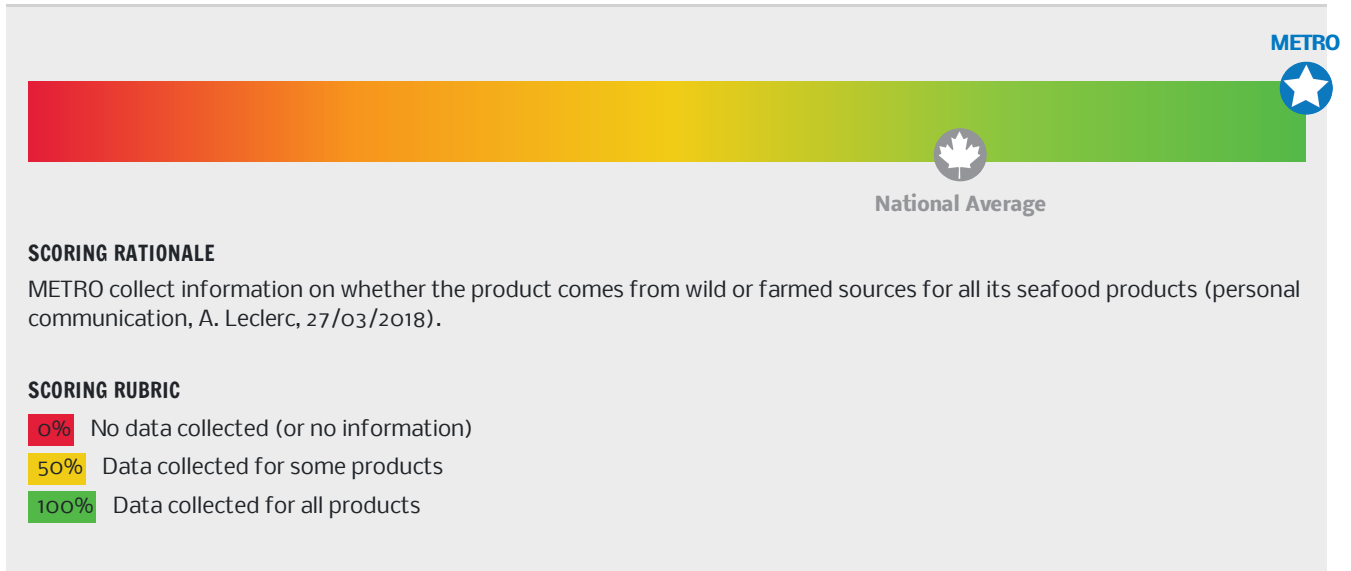 METRO
National Average
SCORING RATIONALE
METRO collect information on whether the product comes from wild or farmed sources for all its seafood products (personal
communication, A. Leclerc, 27/03/2018).
SCORING RUBRIC
0% No data collected (or no information)
50% Data collected for some products
100% Data collected for all products